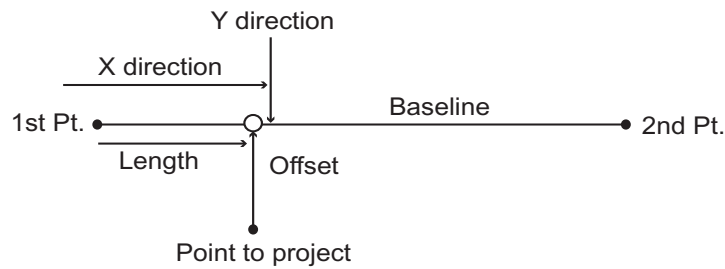 Y direction
X direction
Baseline
1st Pt.
2nd Pt.
Length
Offset
Point to project